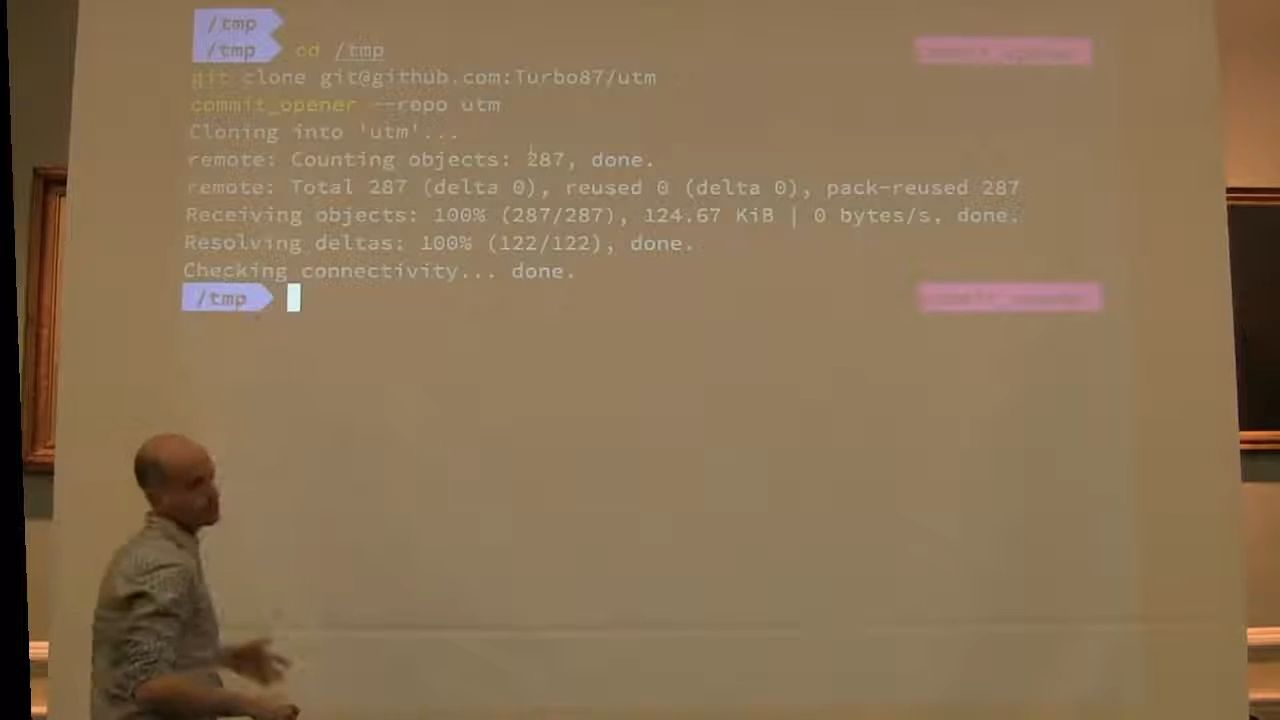 /tmp
/tmp cd /tmp
git clone git@github.com:Turbo87/utm
commit_opener --repo utm
Cloning into 'utm'...
remote: Counting objects: 287, done.
remote: Total 287 (delta 0), reused 0 (delta 0), pack-reused 287
Receiving objects: 100% (287/287), 124.67 KiB | 0 bytes/s, done.
Resolving deltas: 100% (122/122), done.
Checking connectivity... done.
/tmp